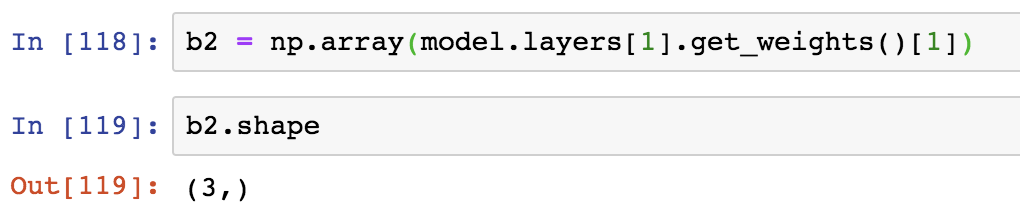 In [118]: b2 = np.array(model.layers[1].get_weights()[1])
In [119]: b2.shape
Out[119]: (3,)